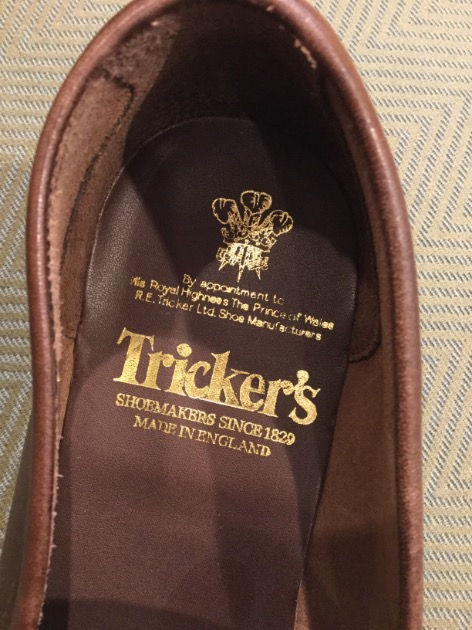 By appointment to
His Royal Highness The Prince of Wales
R.E. Tricker Ltd. Shoe Manufacturers
Tricker's
SHOEMAKERS SINCE 1829
MADE IN ENGLAND